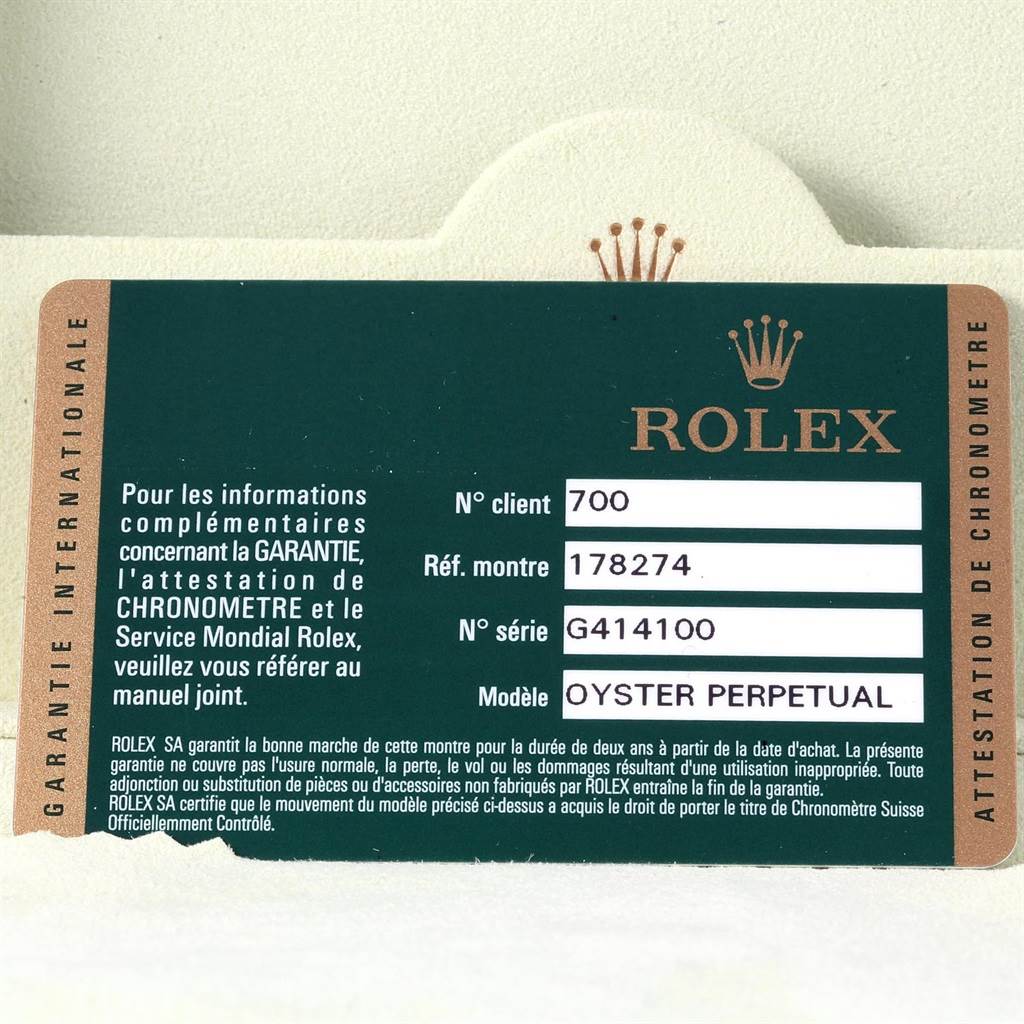 GARANTIE INTERNATIONALE
ROLEX
Pour les informations
complémentaires
concernant la GARANTIE,
l'attestation de
CHRONOMETRE et le
Service Mondial Rolex,
veuillez vous référer au
manuel joint.
N° client 700
Réf. montre 178274
N° série G414100
Modèle OYSTER PERPETUAL
ROLEX SA garantit la bonne marche de cette montre pour la durée de deux ans à partir de la date d'achat. La présente
garantie ne couvre pas l'usure normale, la perte, le vol ou les dommages résultant d'une utilisation inappropriée. Toute
adjonction ou substitution de pièces ou d'accessoires non fabriqués par ROLEX entraîne la fin de la garantie.
ROLEX SA certifie que le mouvement du modèle précisé ci-dessus a acquis le droit de porter le titre de Chronomètre Suisse
Officiellemment Contrôlé.
ATTESTATION DE CHRONOMETRE